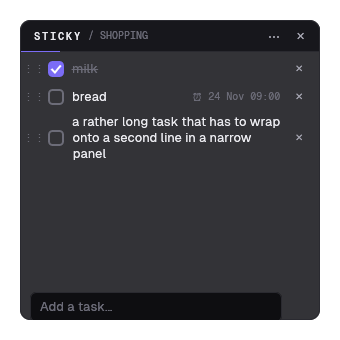 STICKY / SHOPPING
milk
bread 24 Nov 09:00
a rather long task that has to wrap
onto a second line in a narrow
panel
Add a task...